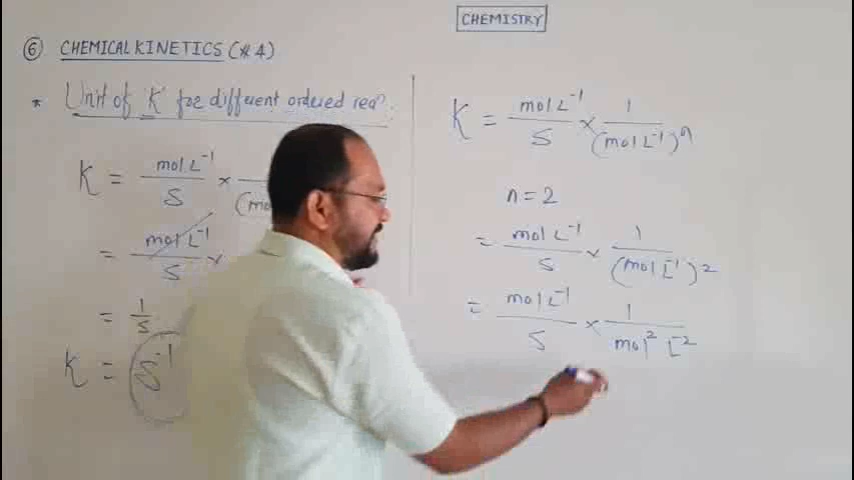 CHEMISTRY
⑥ CHEMICAL KINETICS (* 4)
* Unit of 'K' for different ordered reaⁿ.
K = mol L⁻¹ / S × 
= mol L⁻¹ / S ×
= 1/S
K = S⁻¹
K = mol L⁻¹ / S × 1 / (mol L⁻¹)ⁿ
n = 2
= mol L⁻¹ / S × 1 / (mol L⁻¹)²
= mol L⁻¹ / S × 1 / mol² L⁻²